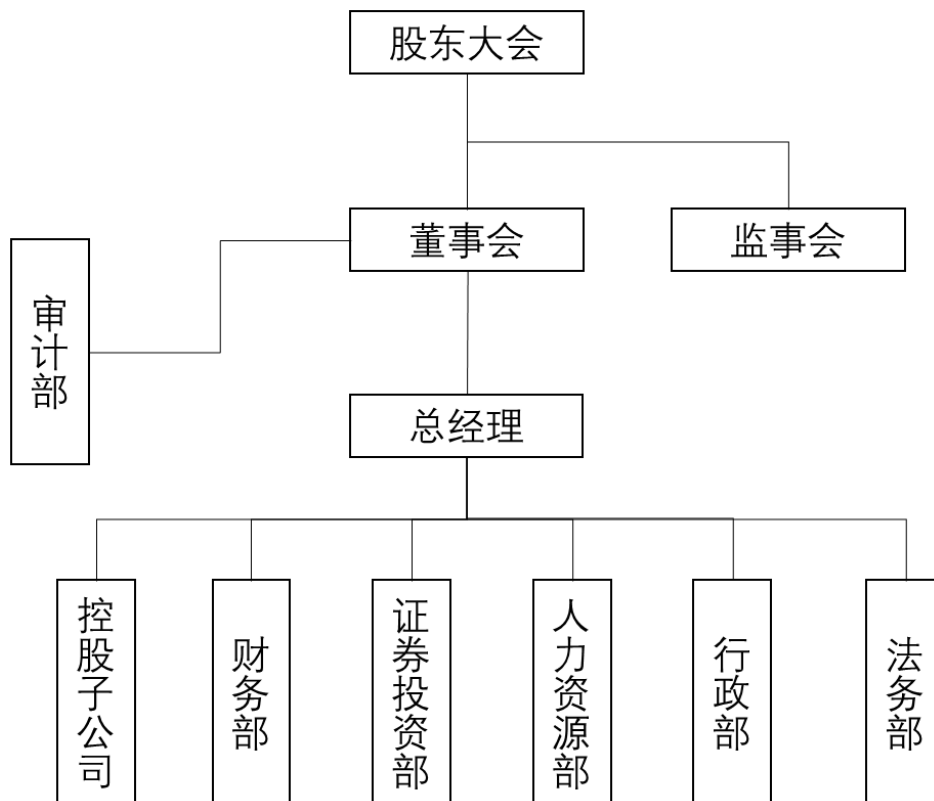 股东大会
董事会
监事会
审计部
总经理
控股子公司
财务部
证券投资部
人力资源部
行政部
法务部